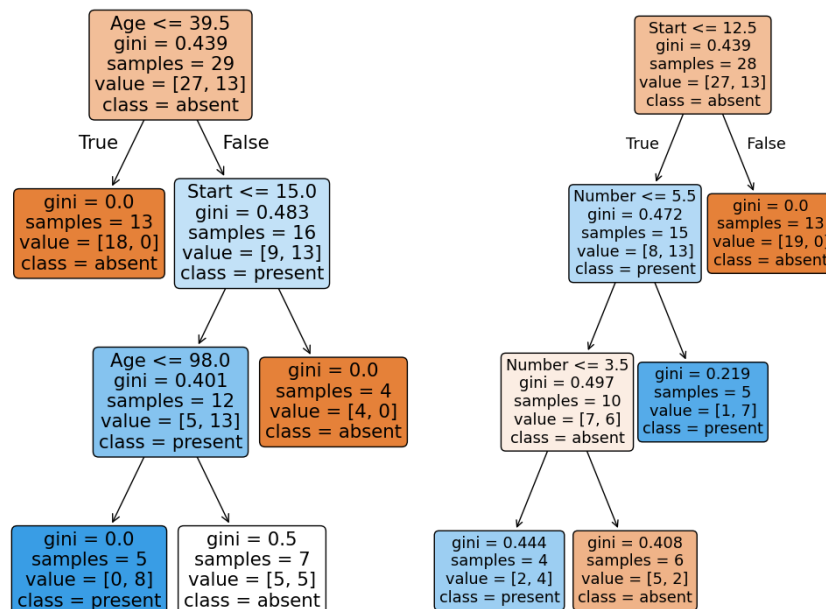 Age <= 39.5
gini = 0.439
samples = 29
value = [27, 13]
class = absent
True
False
gini = 0.0
samples = 13
value = [18, 0]
class = absent
Start <= 15.0
gini = 0.483
samples = 16
value = [9, 13]
class = present
Age <= 98.0
gini = 0.401
samples = 12
value = [5, 13]
class = present
gini = 0.0
samples = 4
value = [4, 0]
class = absent
gini = 0.0
samples = 5
value = [0, 8]
class = present
gini = 0.5
samples = 7
value = [5, 5]
class = absent
Start <= 12.5
gini = 0.439
samples = 28
value = [27, 13]
class = absent
True
False
Number <= 5.5
gini = 0.472
samples = 15
value = [8, 13]
class = present
gini = 0.0
samples = 13
value = [19, 0]
class = absent
Number <= 3.5
gini = 0.497
samples = 10
value = [7, 6]
class = absent
gini = 0.219
samples = 5
value = [1, 7]
class = present
gini = 0.444
samples = 4
value = [2, 4]
class = present
gini = 0.408
samples = 6
value = [5, 2]
class = absent